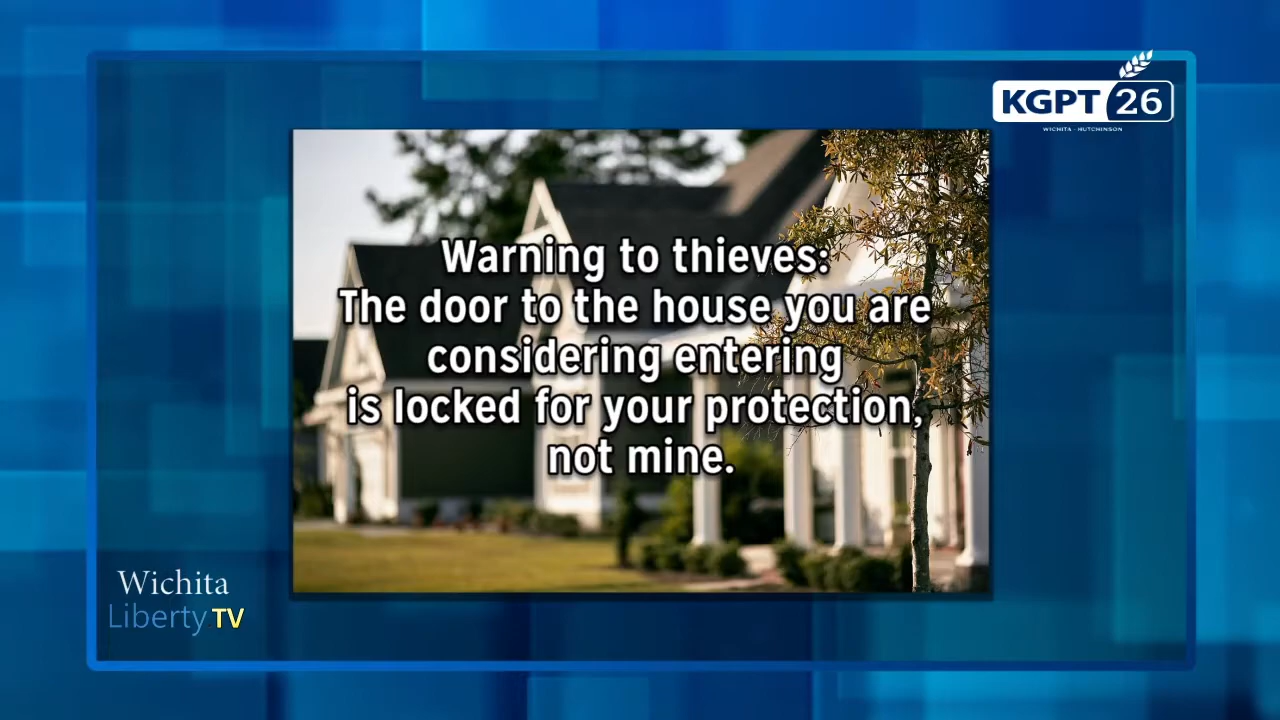 KGPT 26
WICHITA - HUTCHINSON
Warning to thieves:
The door to the house you are
considering entering
is locked for your protection,
not mine.
Wichita
Liberty TV